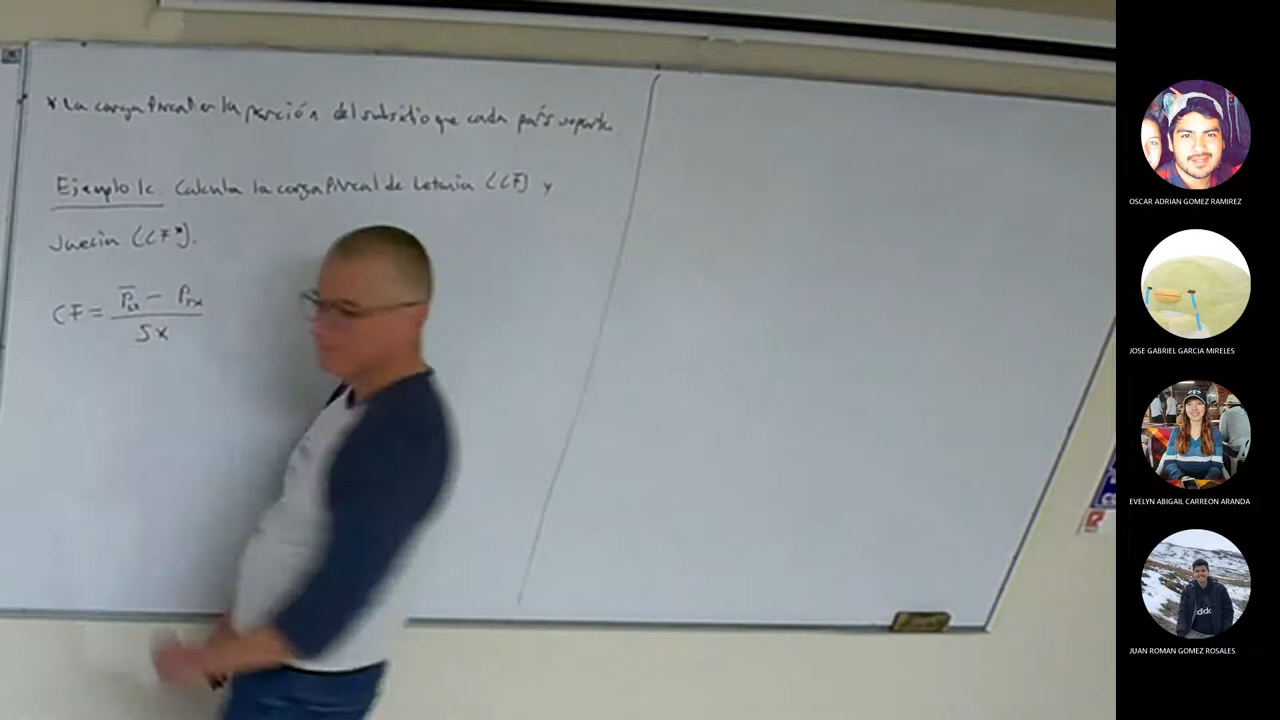 * La carga fiscal es la porción del subsidio que cada país soporta.
Ejemplo 1c. Calcula la carga fiscal de Letonia (CF) y
Suecia (CF*).
CF = 
Sx
OSCAR ADRIAN GOMEZ RAMIREZ
JOSE GABRIEL GARCIA MIRELES
EVELYN ABIGAIL CARREON ARANDA
JUAN ROMAN GOMEZ ROSALES